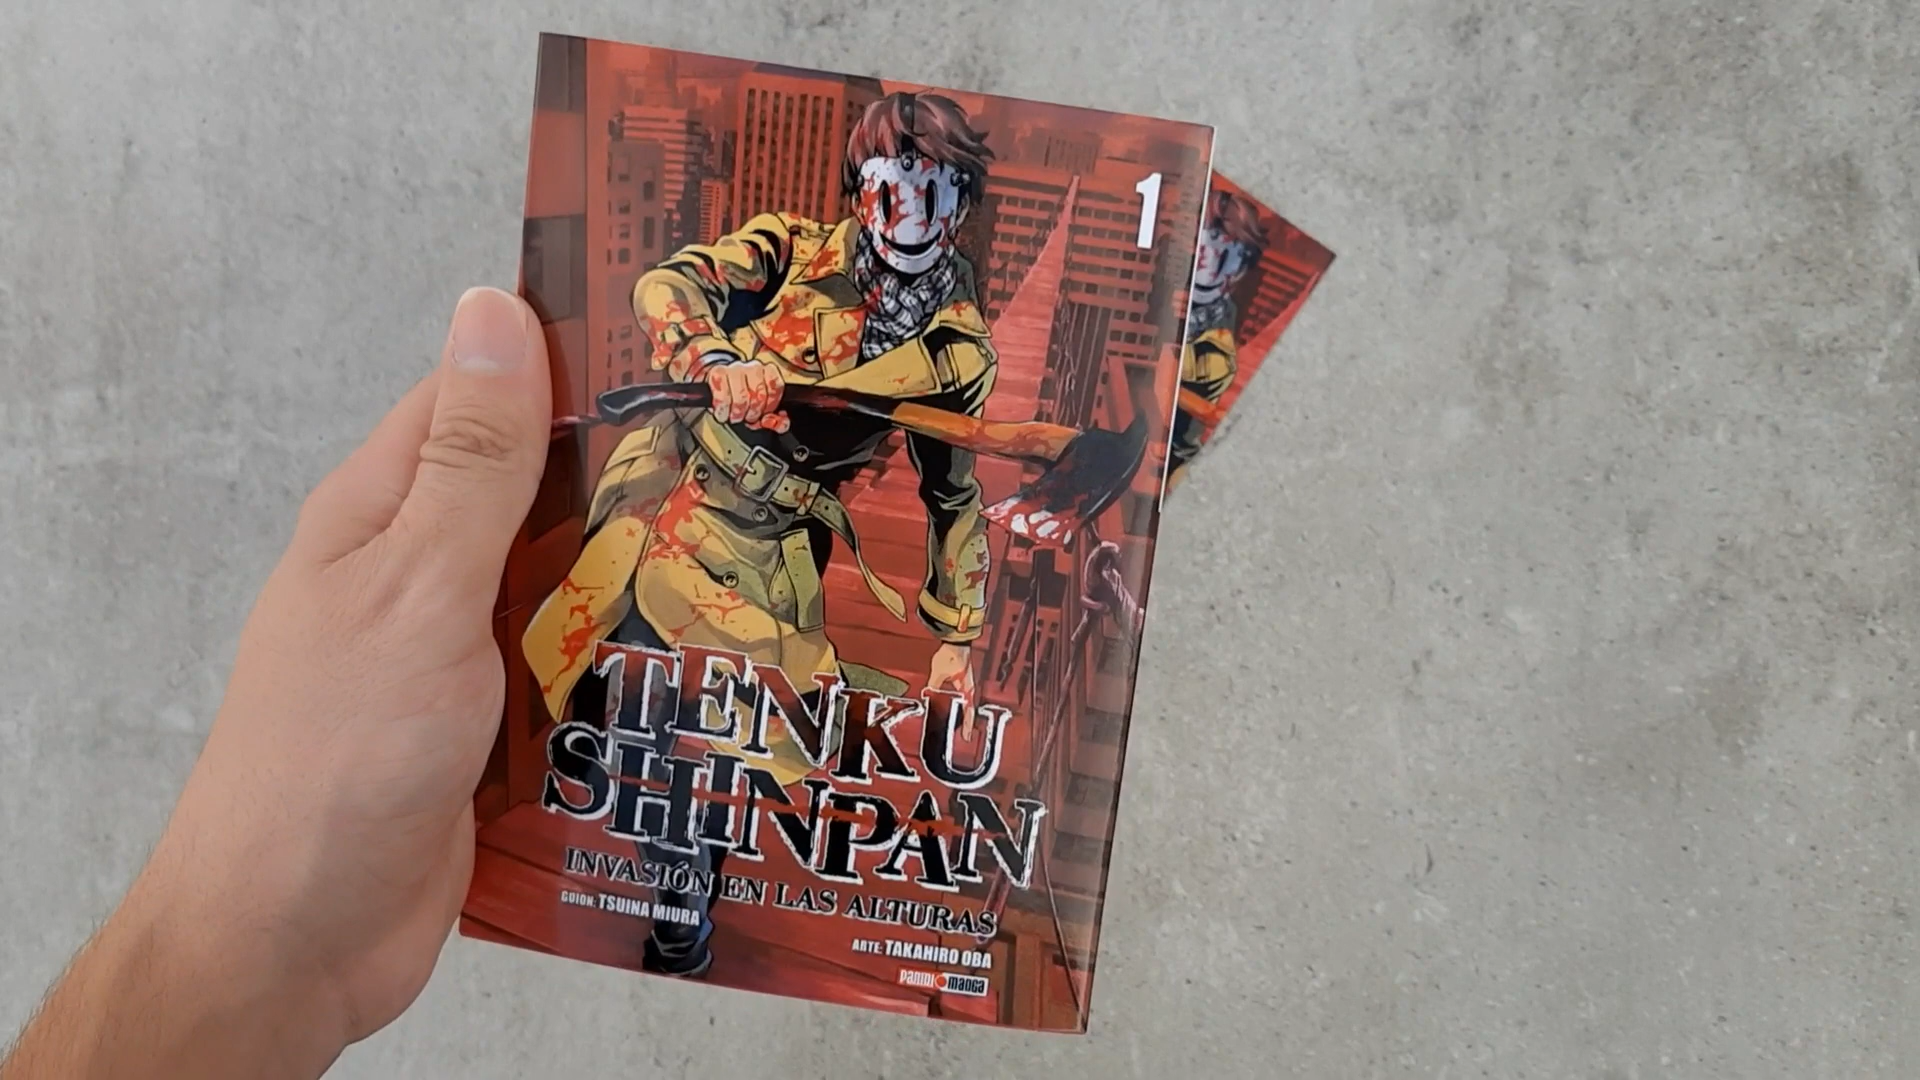 1
TENKU
SHINPAN
INVASIÓN EN LAS ALTURAS
GUION: TSUINA MIURA
ARTE: TAKAHIRO OBA
PANINI MANGA